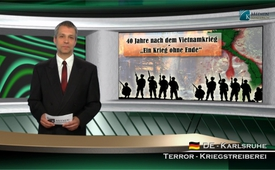 40 Jahre nach dem Vietnamkrieg
- "Ein Krieg ohne Ende"
DE - Karlsruhe
Terror - Kriegstreiberei